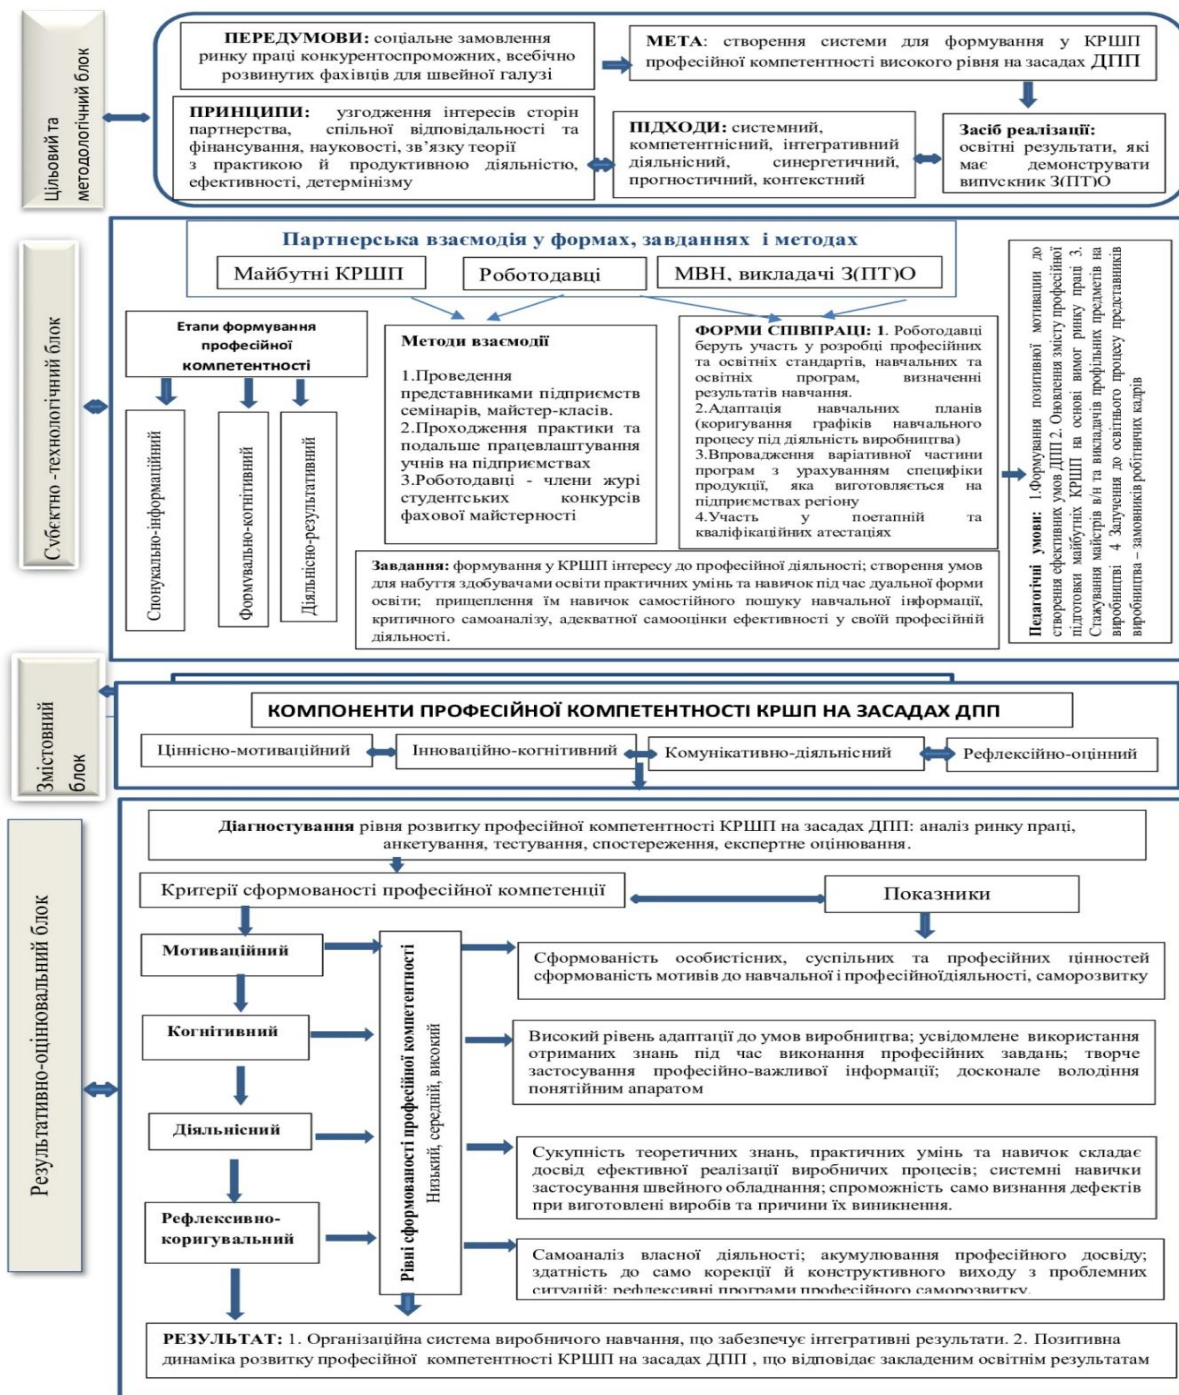 Цільовий та
методологічний блок
ПЕРЕДУМОВИ: соціальне замовлення
ринку праці конкурентоспроможних, всебічно
розвинутих фахівців для швейної галузі
МЕТА: створення системи для формування у КРШП
професійної компетентності високого рівня на засадах ДПП
ПРИНЦИПИ: узгодження інтересів сторін
партнерства, спільної відповідальності та
фінансування, науковості, зв’язку теорії
з практикою й продуктивною діяльністю,
ефективності, детермінізму
ПІДХОДИ: системний,
компетентнісний, інтегративний
діяльнісний, синергетичний,
прогностичний, контекстний
Засіб реалізації:
освітні результати, які
має демонструвати
випускник З(ПТ)О
Субєктно -технологічний блок
Партнерська взаємодія у формах, завданнях і методах
Майбутні КРШП
Роботодавці
МВН, викладачі З(ПТ)О
Етапи формування
професійної
компетентності
Спонукально-інформаційний
Формувально-когнітивний
Діяльнісно-результативний
Методи взаємодії
1.Проведення
представниками підприємств
семінарів, майстер-класів.
2.Проходження практики та
подальше працевлаштування
учнів на підприємствах
3.Роботодавці - члени журі
студентських конкурсів
фахової майстерності
ФОРМИ СПІВПРАЦІ: 1. Роботодавці
беруть участь у розробці професійних
та освітніх стандартів, навчальних та
освітніх програм, визначенні
результатів навчання.
2.Адаптація навчальних планів
(коригування графіків навчального
процесу під діяльність виробництва)
3.Впровадження варіативної частини
програм з урахуванням специфіки
продукції, яка виготовляється на
підприємствах регіону
4.Участь у поетапній та
кваліфікаційних атестаціях
Завдання: формування у КРШП інтересу до професійної діяльності; створення умов
для набуття здобувачами освіти практичних умінь та навичок під час дуальної форми
освіти; прищеплення їм навичок самостійного пошуку навчальної інформації,
критичного самоаналізу, адекватної самооцінки ефективності у своїй професійній
діяльності.
Педагогічні умови: 1.Формування позитивної мотивации до
створення ефективних умов ДПП 2. Оновлення змісту професійної
підготовки майбутніх КРШП на основі вимог ринку праці 3.
Стажування майстрів в/н та викладачів профільних предметів на
виробництві 4 Залучення до освітнього процесу представників
виробництва – замовників робітничих кадрів
Змістовний
блок
КОМПОНЕНТИ ПРОФЕСІЙНОЇ КОМПЕТЕНТНОСТІ КРШП НА ЗАСАДАХ ДПП
Ціннісно-мотиваційний
Інноваційно-когнітивний
Комунікативно-діяльнісний
Рефлексійно-оцінний
Результативно-оцінювальний блок
Діагностування рівня розвитку професійної компетентності КРШП на засадах ДПП: аналіз ринку праці,
анкетування, тестування, спостереження, експертне оцінювання.
Критерії сформованості професійної компетенції
Показники
Мотиваційний
Когнітивний
Діяльнісний
Рефлексивно-
коригувальний
Рівні сформованості професійної компетентності
Низький, середній, високий
Сформованість особистісних, суспільних та професійних цінностей
сформованість мотивів до навчальної і професійноїдіяльності, саморозвитку
Високий рівень адаптації до умов виробництва; усвідомлене використання
отриманих знань під час виконання професійних завдань; творче
застосування професійно-важливої інформації; досконале володіння
понятійним апаратом
Сукупність теоретичних знань, практичних умінь та навичок складає
досвід ефективної реалізації виробничих процесів; системні навички
застосування швейного обладнання; спроможність само визнання дефектів
при виготовлені виробів та причини їх виникнення.
Самоаналіз власної діяльності; акумулювання професійного досвіду;
здатність до само корекції й конструктивного виходу з проблемних
ситуацій; рефлексивні програми професійного саморозвитку.
РЕЗУЛЬТАТ: 1. Організаційна система виробничого навчання, що забезпечує інтегративні результати. 2. Позитивна
динаміка розвитку професійної компетентності КРШП на засадах ДПП , що відповідає закладеним освітнім результатам